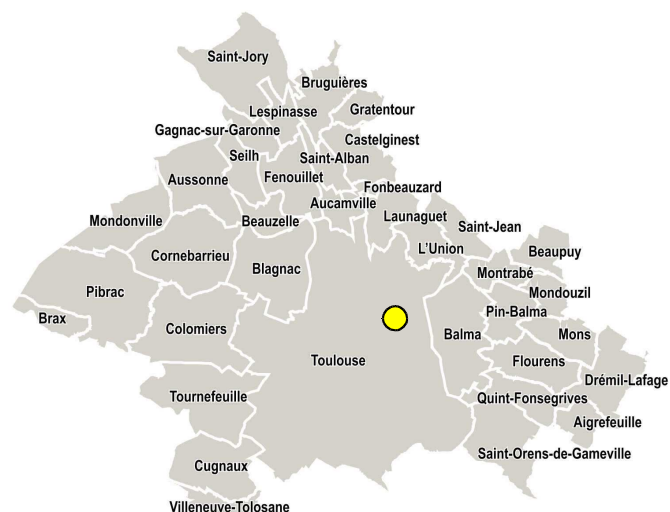 Saint-Jory
Bruguières
Lespinasse
Gratentour
Gagnac-sur-Garonne
Castelginest
Seilh
Saint-Alban
Aussonne
Fenouillet
Fonbeauzard
Aucamville
Launaguet
Mondonville
Beauzelle
Saint-Jean
L'Union
Cornebarrieu
Beaupuy
Blagnac
Montrabé
Pibrac
Mondouzil
Pin-Balma
Brax
Colomiers
Balma
Mons
Toulouse
Flourens
Drémil-Lafage
Tournefeuille
Quint-Fonsegrives
Aigrefeuille
Saint-Orens-de-Gameville
Cugnaux
Villeneuve-Tolosane